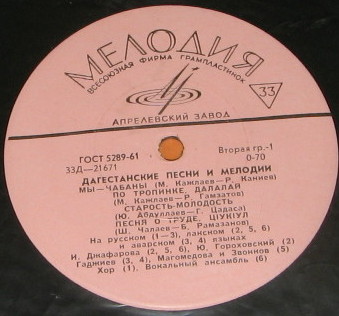 МЕЛОДИЯ
ВСЕСОЮЗНАЯ ФИРМА ГРАМПЛАСТИНОК
33
АПРЕЛЕВСКИЙ ЗАВОД
ГОСТ 5289-61
Вторая гр.-1
33Д—21671
0-70
ДАГЕСТАНСКИЕ ПЕСНИ И МЕЛОДИИ
МЫ—ЧАБАНЫ (М. Кажлаев—Р. Каниев)
ПО ТРОПИНКЕ, ДАЛАЛАЙ
(М. Кажлаев—Р. Гамзатов)
СТАРОСТЬ-МОЛОДОСТЬ
(Ю. Абдуллаев—Г. Цадаса)
ПЕСНЯ О ТРУДЕ, ЦIУКIУЛ
(Ш. Чалаев—Б. Рамазанов)
На русском (1—3), лакском (2, 5, 6)
и аварском (3, 4) языках
И. Джафарова (2, 5, 6), Ю. Гороховский (2)
Гаджиев (3, 4), Магомедова и Звонков (5)
Хор (1), Вокальный ансамбль (6)